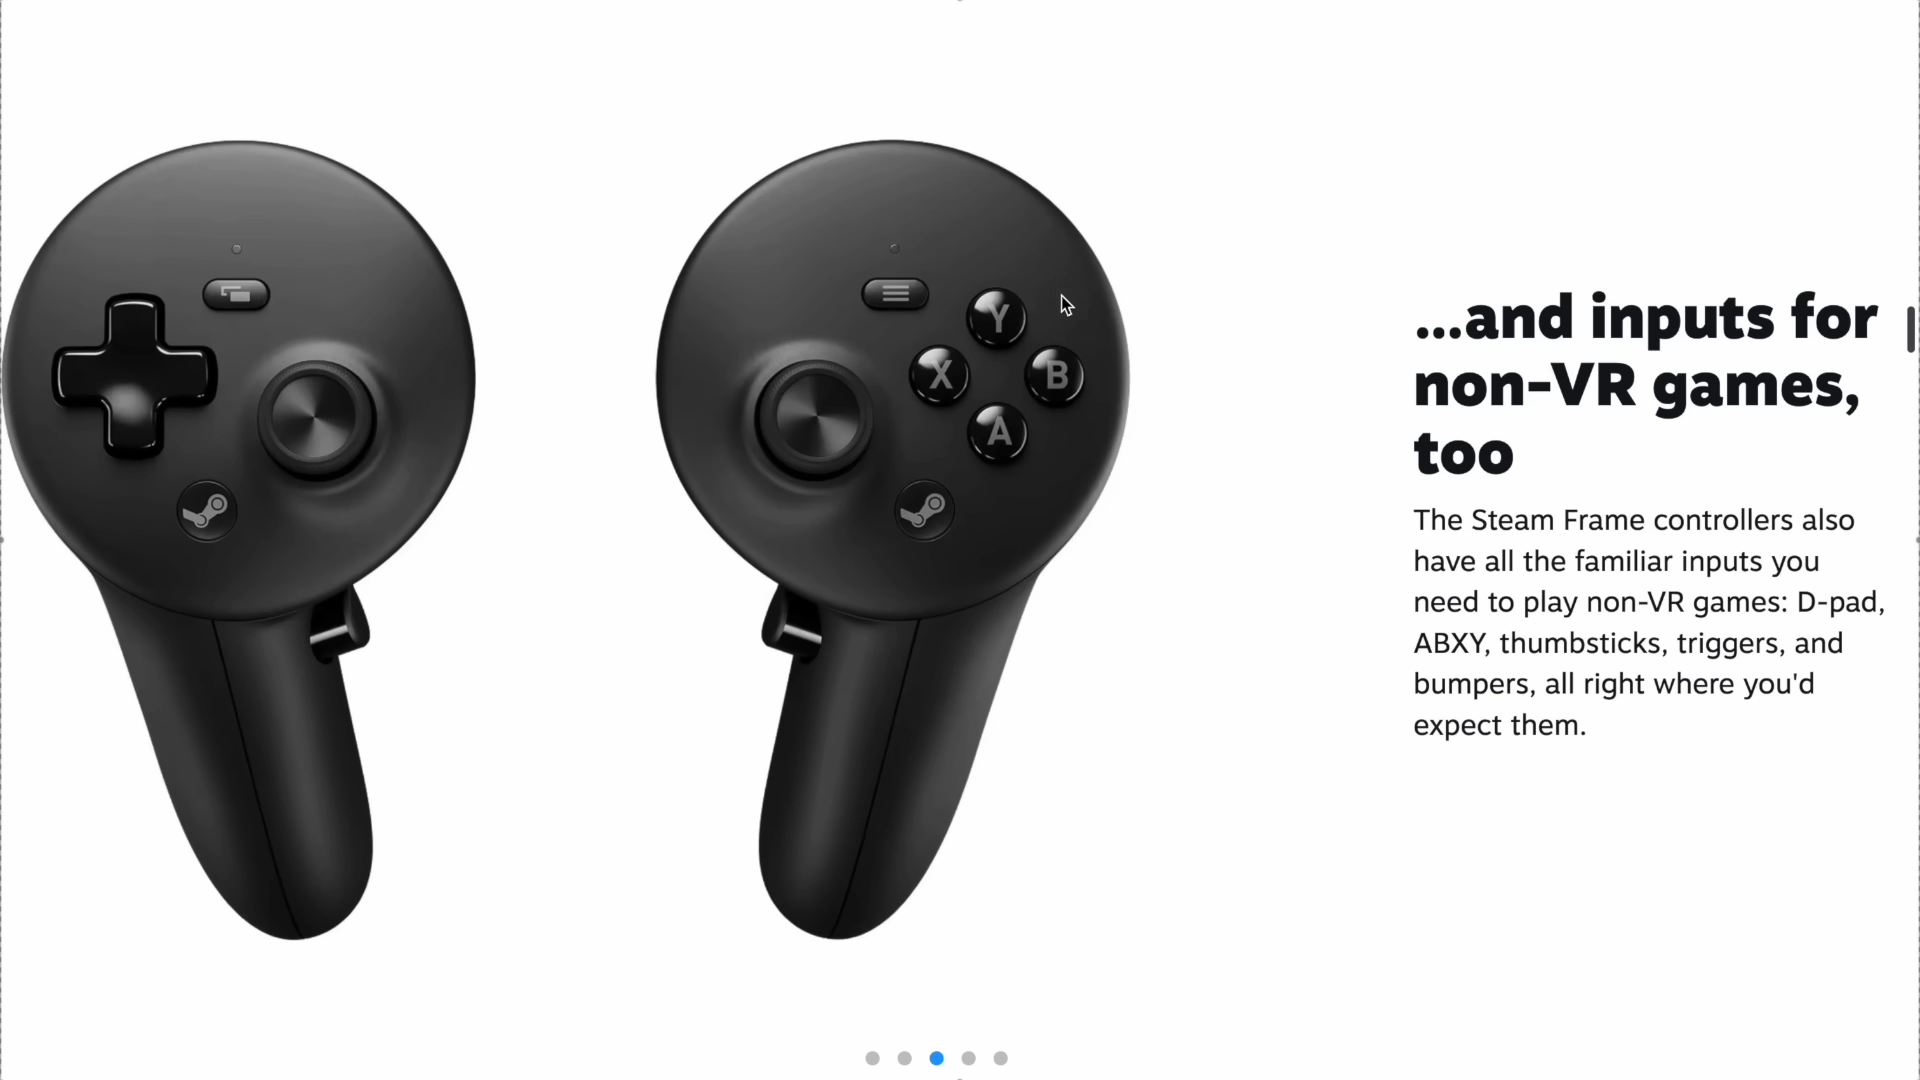 Y
X
B
A
...and inputs for
non-VR games,
too
The Steam Frame controllers also
have all the familiar inputs you
need to play non-VR games: D-pad,
ABXY, thumbsticks, triggers, and
bumpers, all right where you'd
expect them.